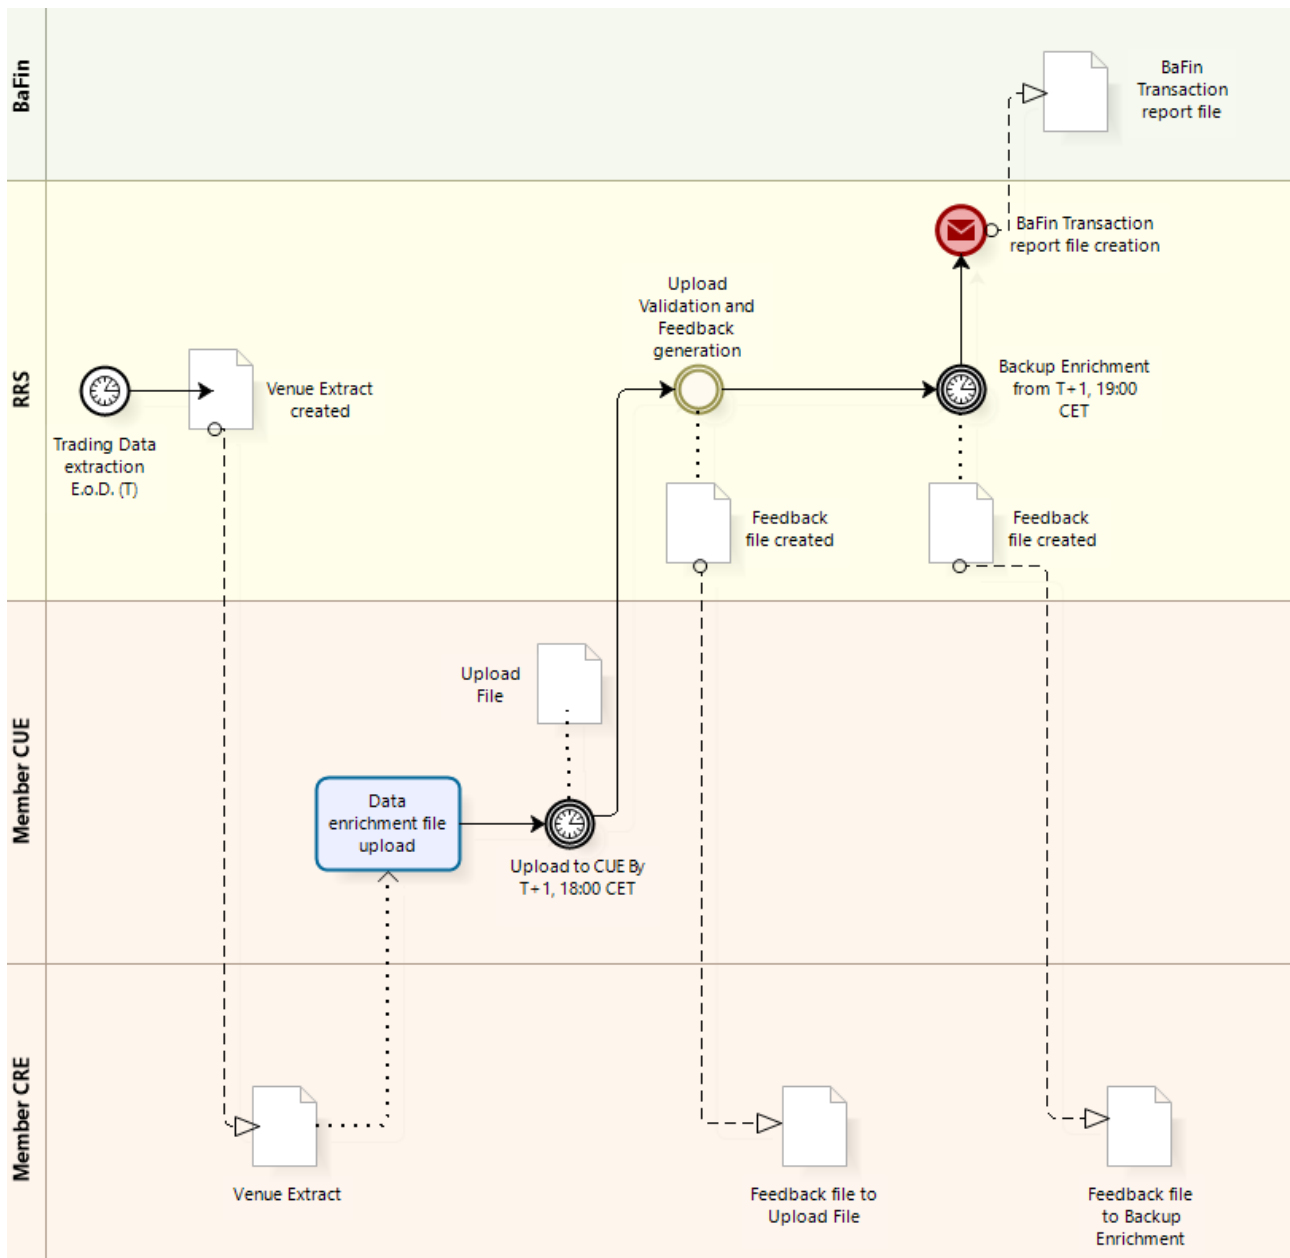 BaFin
BaFin
Transaction
report file
RRS
BaFin Transaction
report file creation
Upload
Validation and
Feedback
generation
Venue Extract
created
Backup Enrichment
from T+1, 19:00
CET
Trading Data
extraction
E.o.D. (T)
Feedback
file created
Feedback
file created
Member CUE
Upload
File
Data
enrichment file
upload
Upload to CUE By
T+1, 18:00 CET
Member CRE
Venue Extract
Feedback file to
Upload File
Feedback file
to Backup
Enrichment